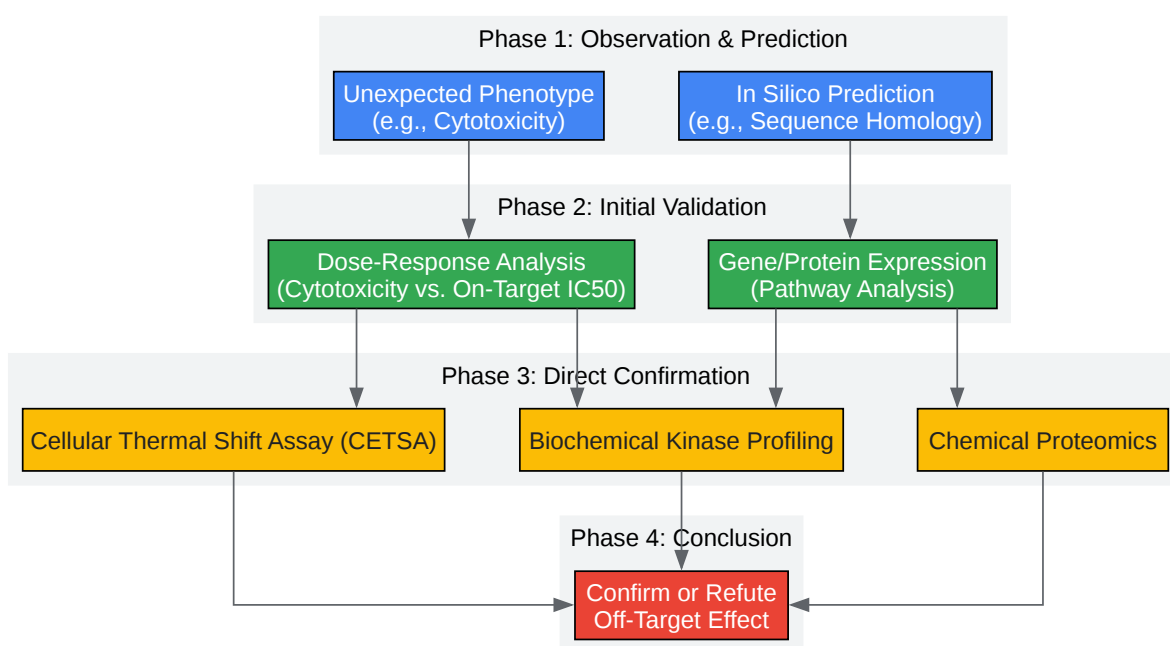 Phase 1: Observation & Prediction
Unexpected Phenotype
(e.g., Cytotoxicity)
In Silico Prediction
(e.g., Sequence Homology)
Phase 2: Initial Validation
Dose-Response Analysis
(Cytotoxicity vs. On-Target IC50)
Gene/Protein Expression
(Pathway Analysis)
Phase 3: Direct Confirmation
Cellular Thermal Shift Assay (CETSA)
Biochemical Kinase Profiling
Chemical Proteomics
Phase 4: Conclusion
Confirm or Refute
Off-Target Effect